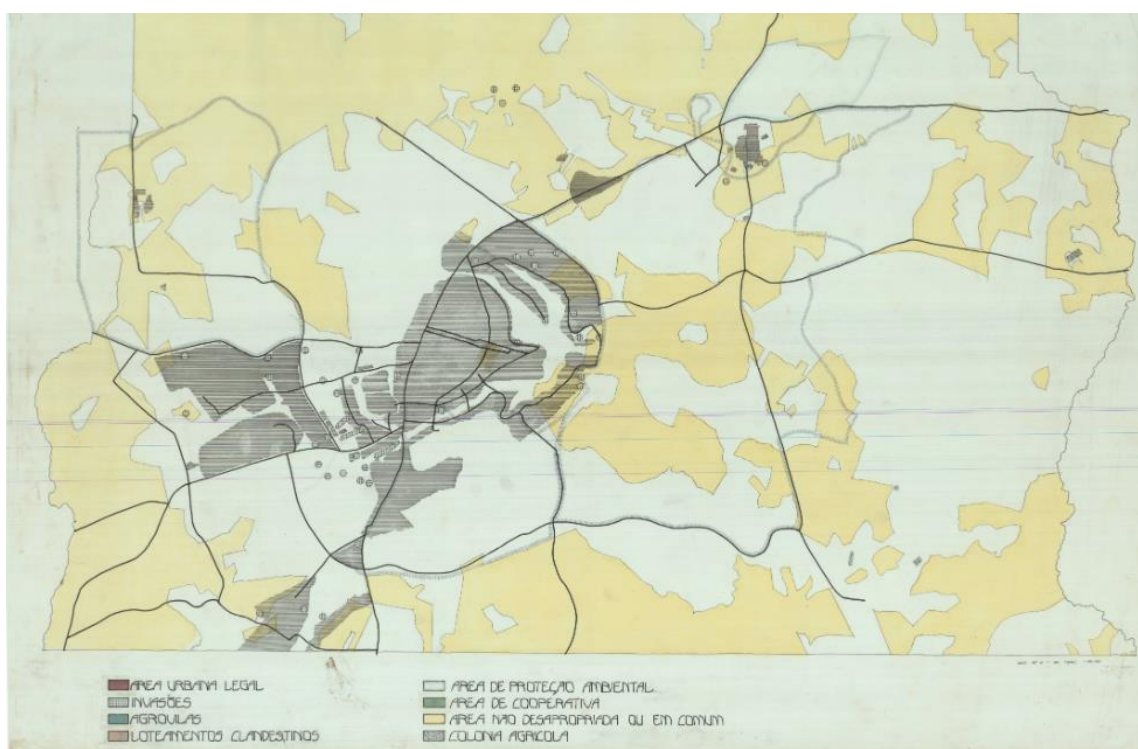 AREA URBANA LEGAL
INVASÕES
AGROVILAS
LOTEAMENTOS CLANDESTINOS
AREA DE PROTEÇÃO AMBIENTAL
AREA DE COOPERATIVA
AREA NÃO DESAPROPRIADA OU EM COMUM
COLONIA AGRICOLA